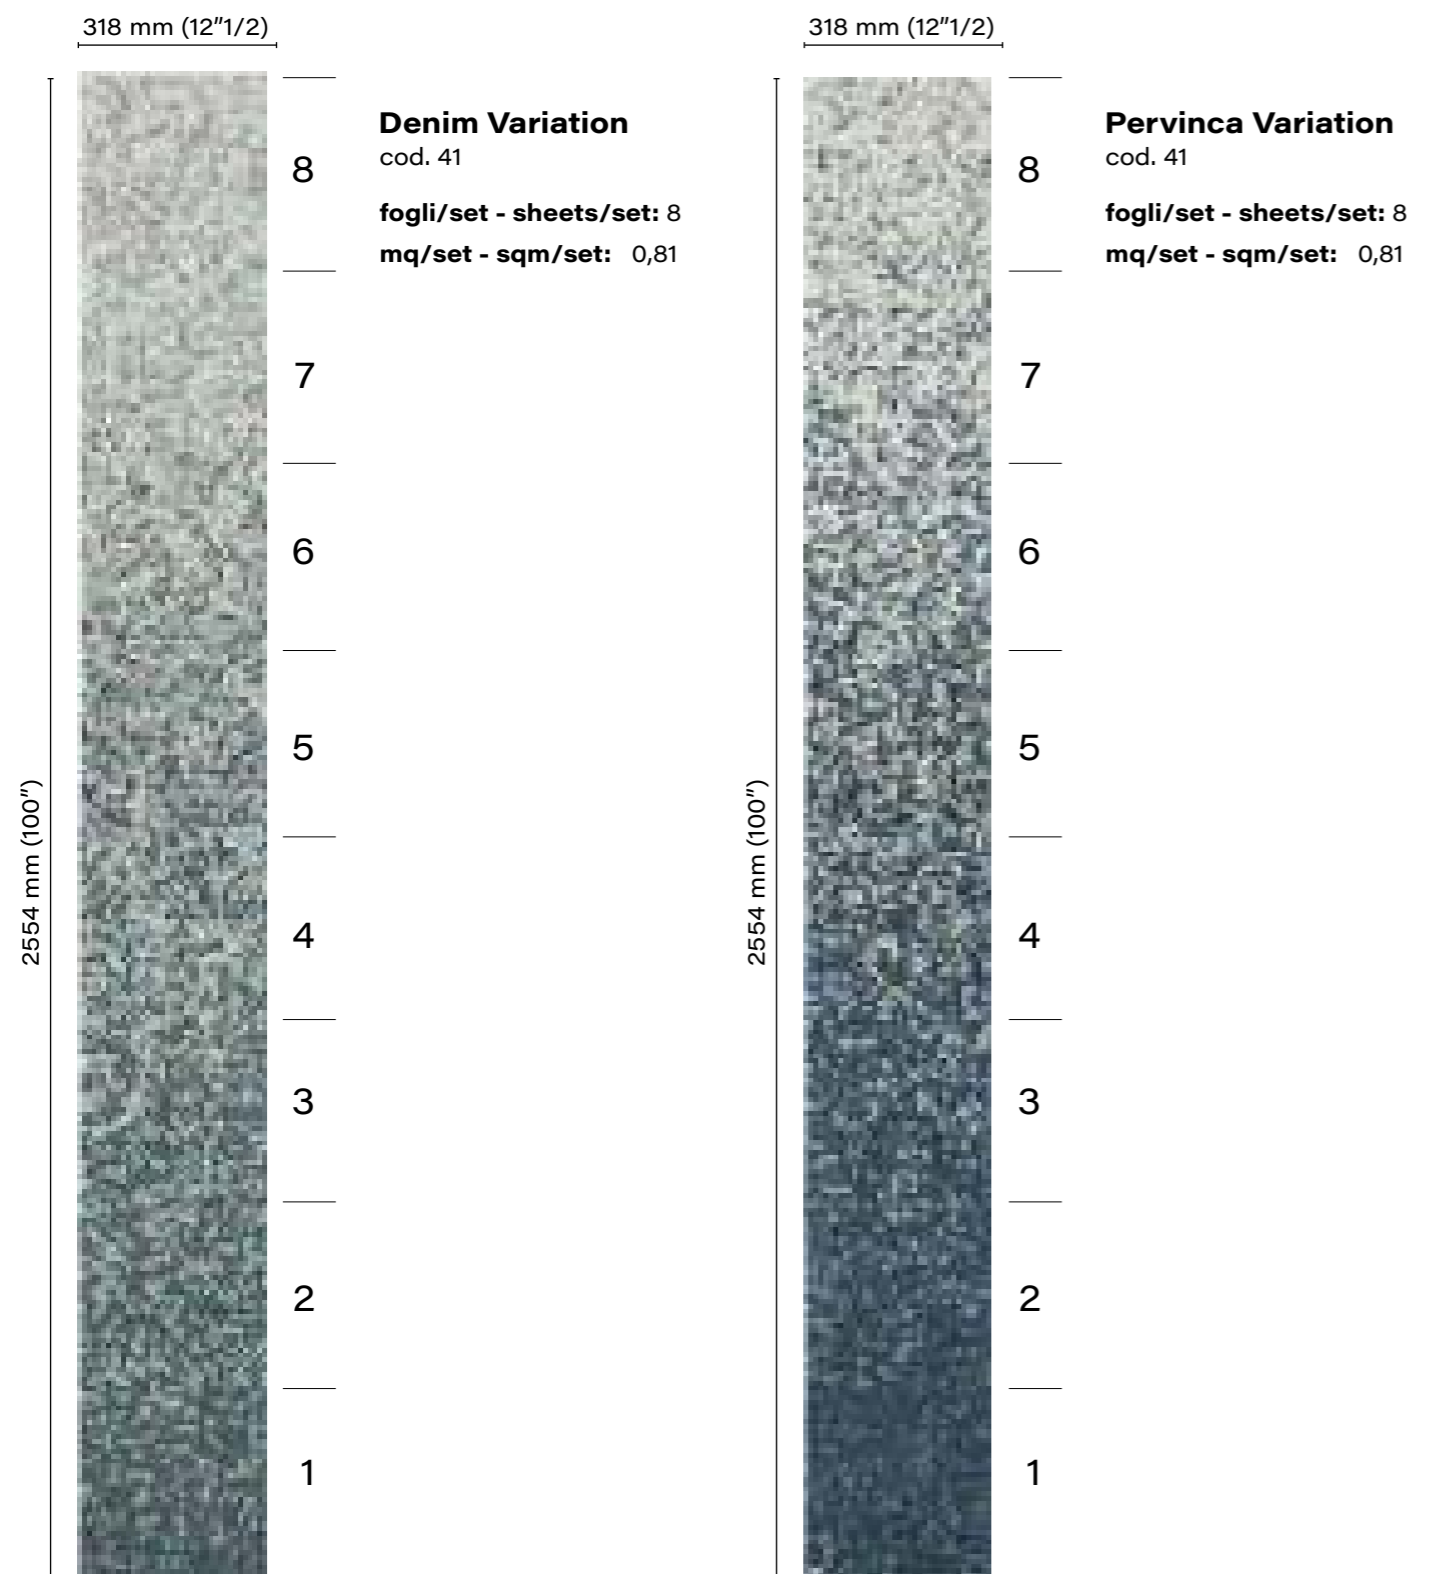 318 mm (12″1/2)
Denim Variation
cod. 41
fogli/set - sheets/set: 8
mq/set - sqm/set: 0,81
8
7
6
5
4
3
2
1
2554 mm (100″)
318 mm (12″1/2)
Pervinca Variation
cod. 41
fogli/set - sheets/set: 8
mq/set - sqm/set: 0,81
8
7
6
5
4
3
2
1
2554 mm (100″)